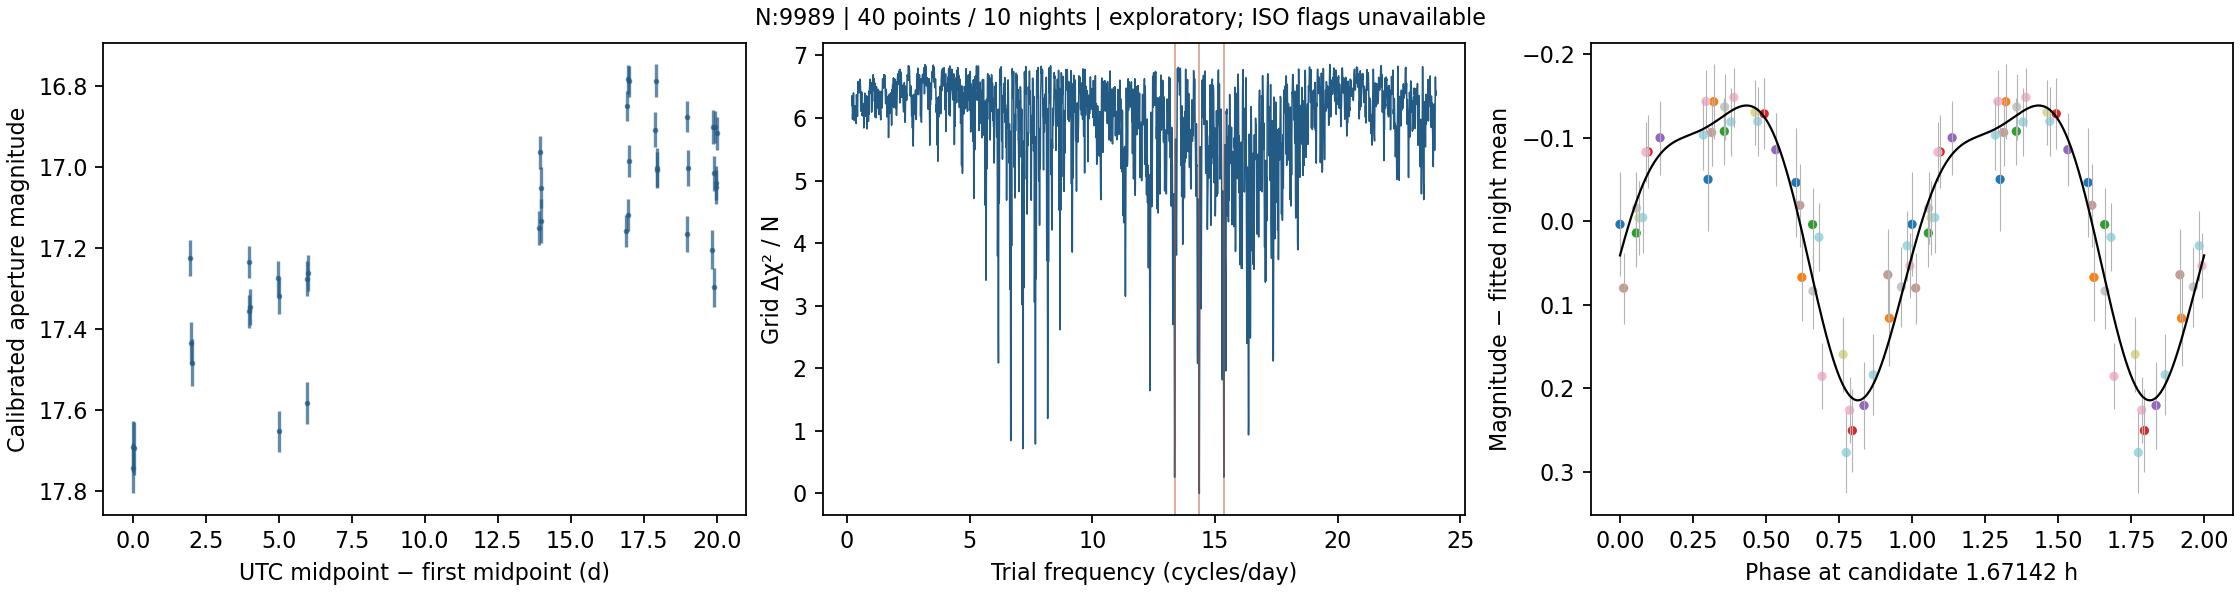 N:9989 | 40 points / 10 nights | exploratory; ISO flags unavailable
Calibrated aperture magnitude
16.8
17.0
17.2
17.4
17.6
17.8
0.0 2.5 5.0 7.5 10.0 12.5 15.0 17.5 20.0
UTC midpoint − first midpoint (d)
Grid Δχ² / N
7
6
5
4
3
2
1
0
0 5 10 15 20 25
Trial frequency (cycles/day)
Magnitude − fitted night mean
−0.2
−0.1
0.0
0.1
0.2
0.3
0.00 0.25 0.50 0.75 1.00 1.25 1.50 1.75 2.00
Phase at candidate 1.67142 h